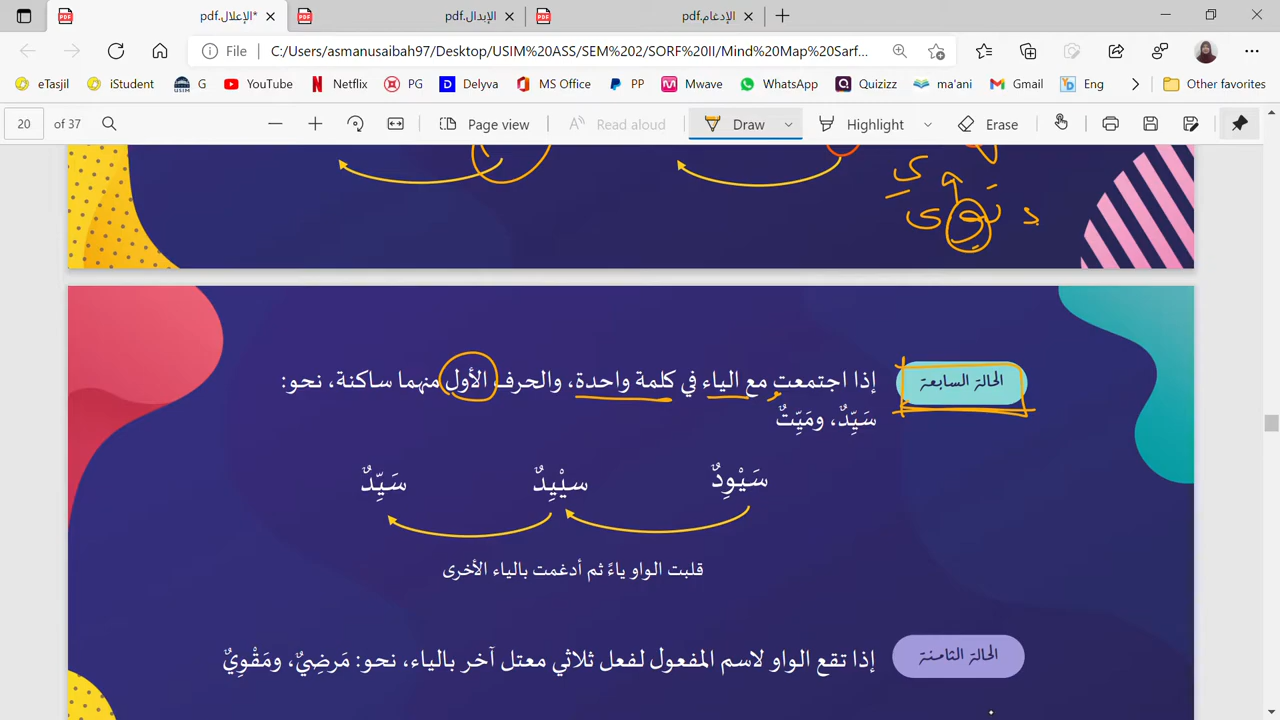 الإعلال.pdf*
الإبدال.pdf
الإدغام.pdf
File
C:/Users/asmanusaibah97/Desktop/USIM%20ASS/SEM%202/SORF%20II/Mind%20Map%20Sarf...
eTasjil
iStudent
G
YouTube
Netflix
PG
Delyva
MS Office
PP
Mwave
WhatsApp
Quizizz
ma'ani
Gmail
Eng
Other favorites
20 of 37
Page view
Read aloud
Draw
Highlight
Erase
الحالة السابعة
إذا اجتمعت مع الياء في كلمة واحدة، والحرف الأول منهما ساكنة، نحو:
سَيِّدٌ، ومَيِّتٌ
سَيْوِدٌ
سيْيِدٌ
سَيِّدٌ
قلبت الواو ياءً ثم أدغمت بالياء الأخرى
الحالة الثامنة
إذا تقع الواو لاسم المفعول لفعل ثلاثي معتل آخر بالياء، نحو: مَرضِيٌ، ومَقْوِيٌ